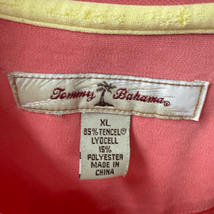 Tommy Bahama®
XL
85% TENCEL®
LYOCELL
15%
POLYESTER
MADE IN
CHINA